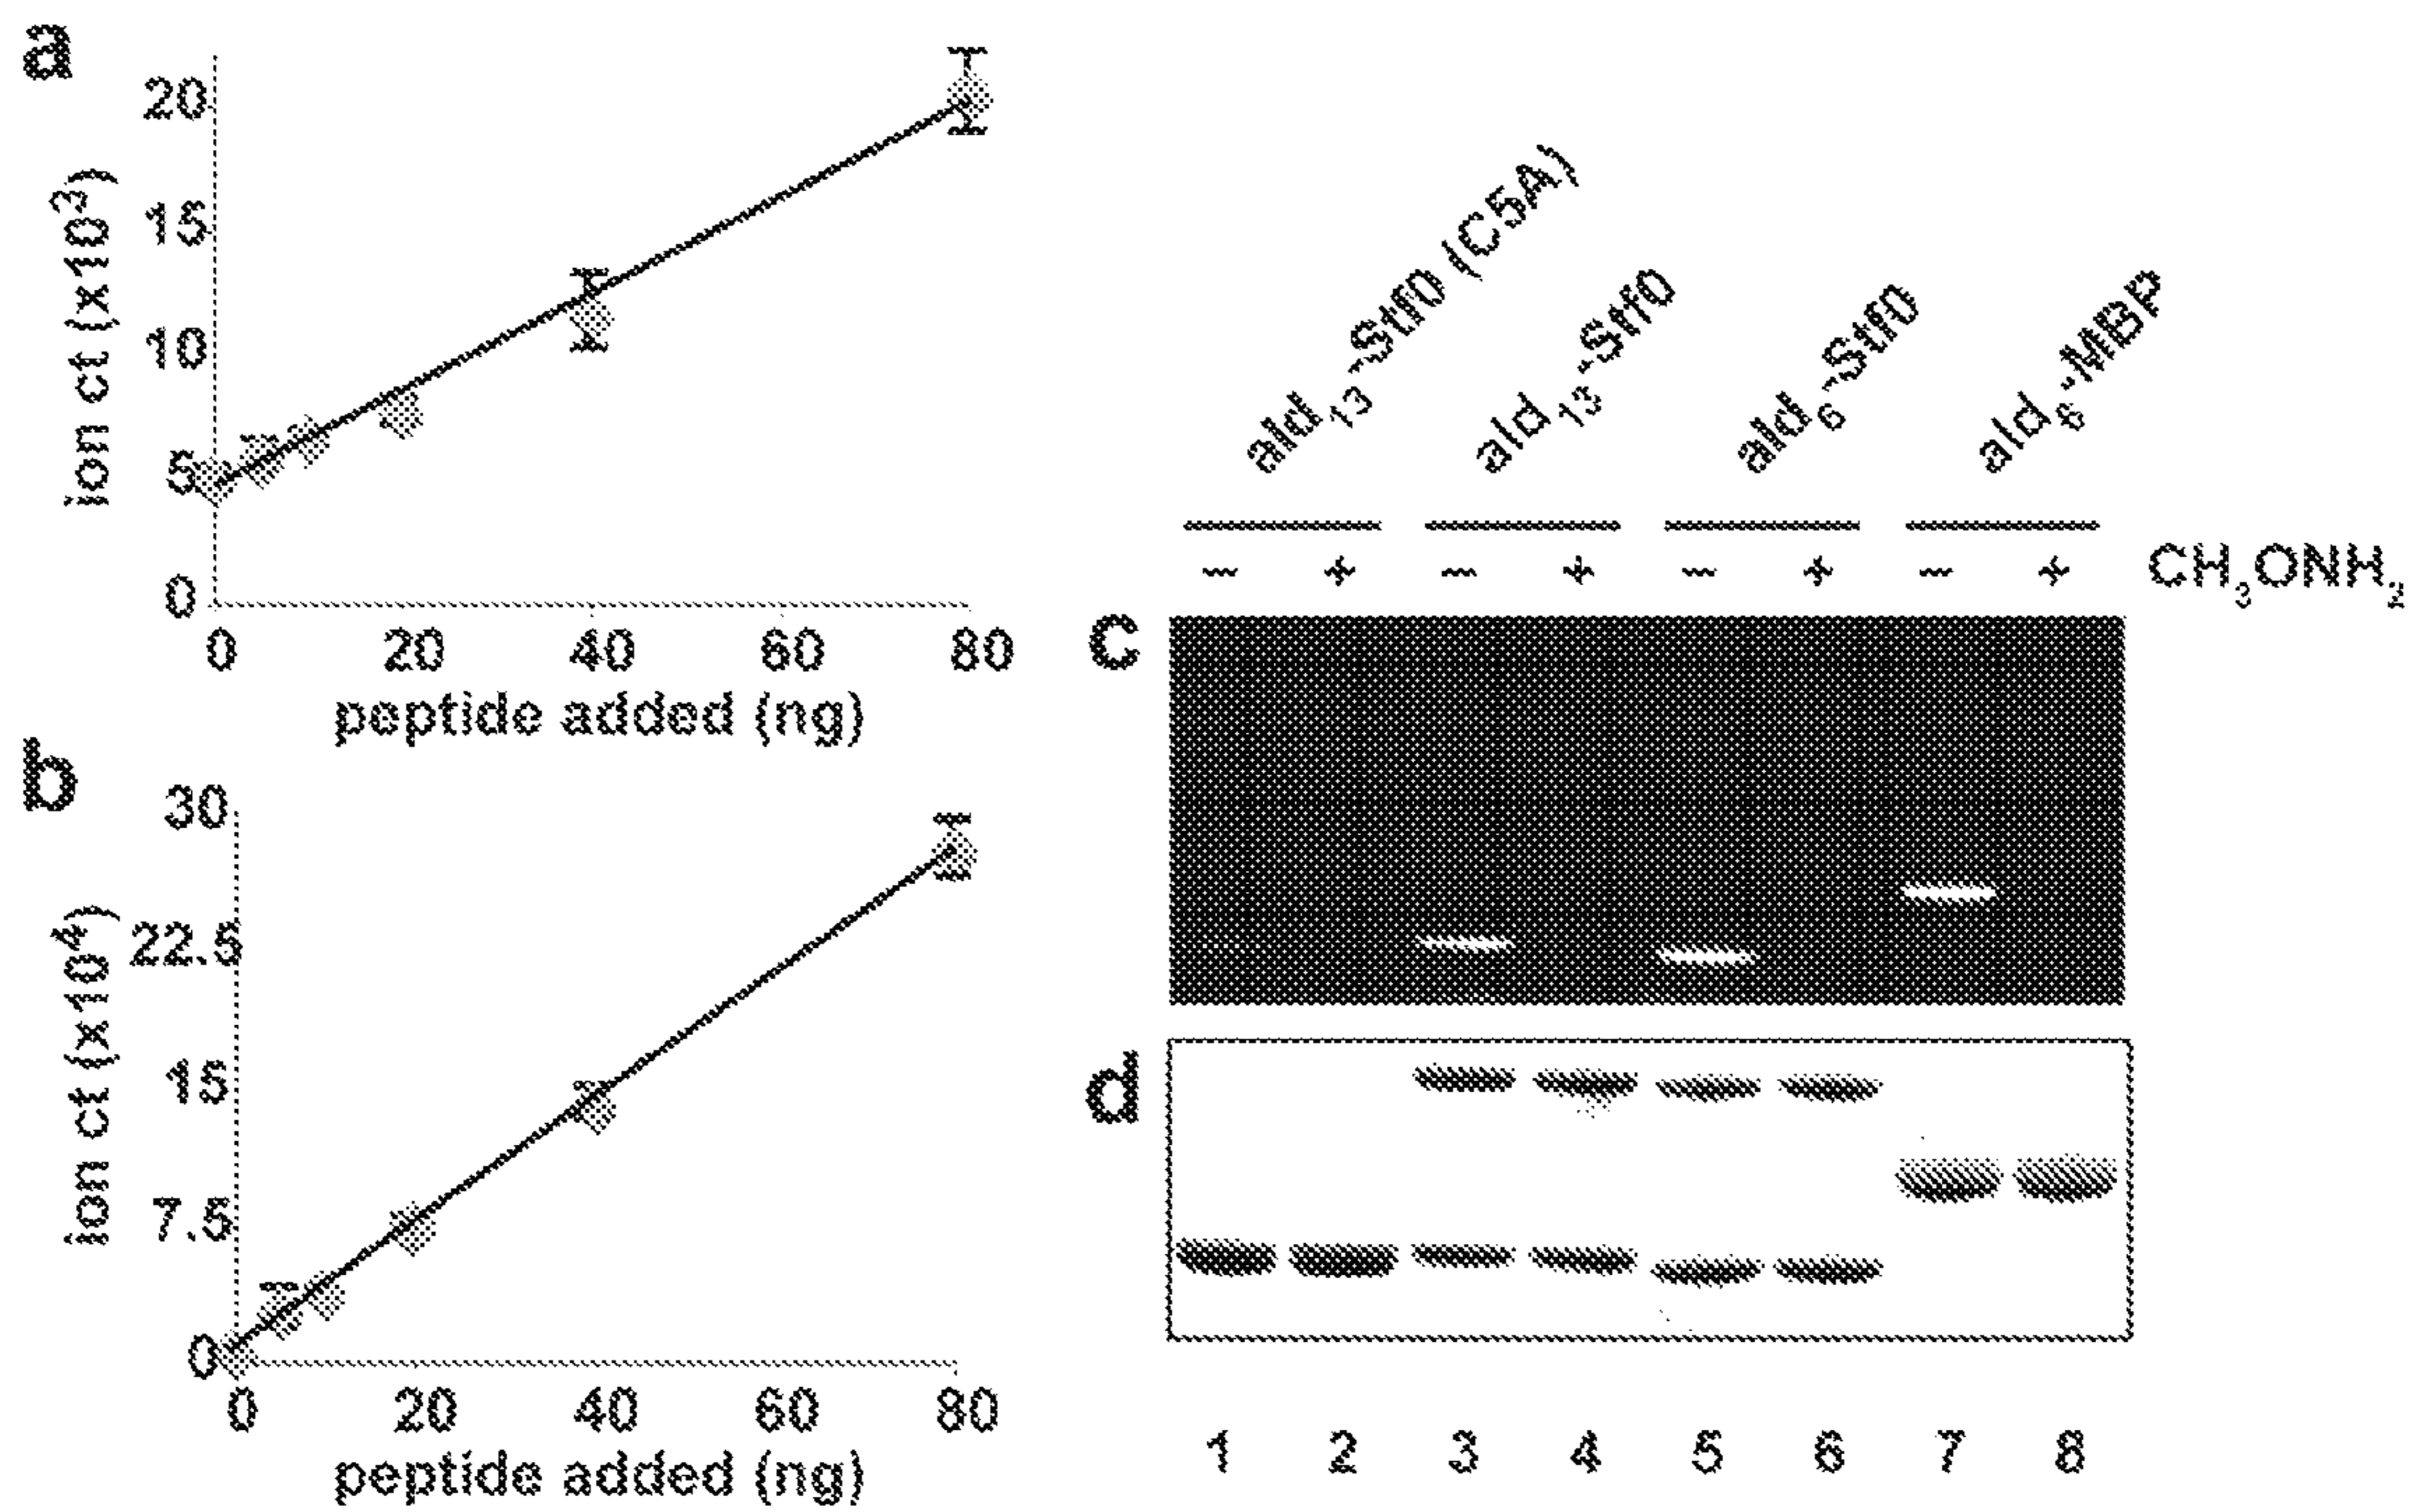 a
20
15
10
5
0
ion ct (x10³)
0 20 40 60 80
peptide added (ng)
b
30
22.5
15
7.5
0
ion ct (x10⁴)
0 20 40 60 80
peptide added (ng)
ald₁₃-Stf0 (C5A)
ald₁₃-Stf0
ald₆-Stf0
ald₆-MBP
− + − + − + − + CH₃ONH₂
c
d
1 2 3 4 5 6 7 8